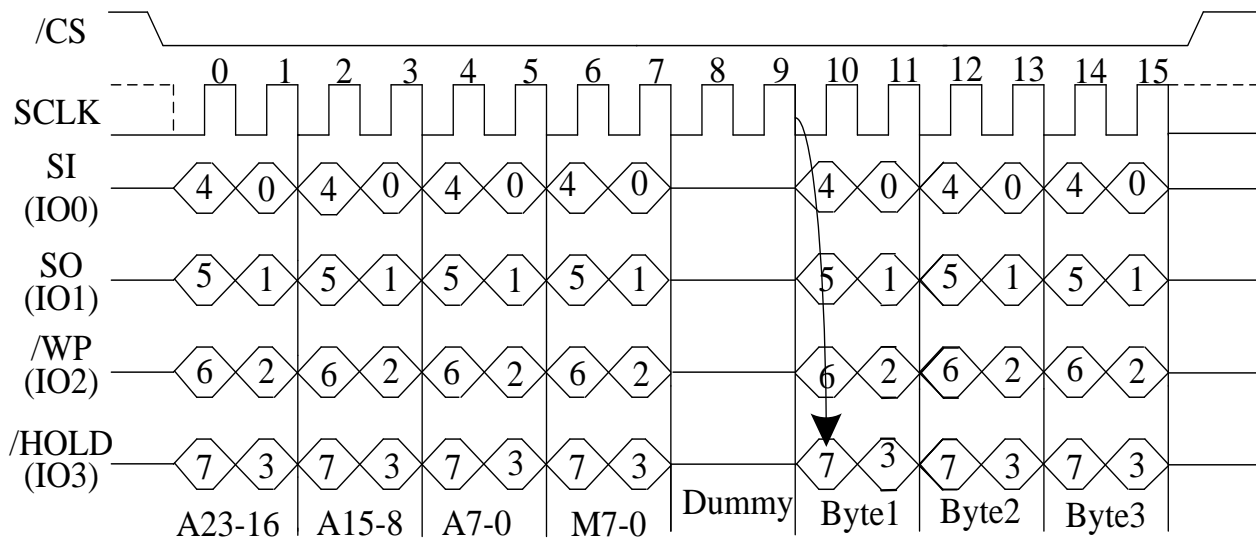 /CS
0 1 2 3 4 5 6 7 8 9 10 11 12 13 14 15
SCLK
SI
(IO0)
4 0 4 0 4 0 4 0 4 0 4 0 4 0
SO
(IO1)
5 1 5 1 5 1 5 1 5 1 5 1 5 1
/WP
(IO2)
6 2 6 2 6 2 6 2 6 2 6 2 6 2
/HOLD
(IO3)
7 3 7 3 7 3 7 3 7 3 7 3 7 3
A23-16 A15-8 A7-0 M7-0 Dummy Byte1 Byte2 Byte3